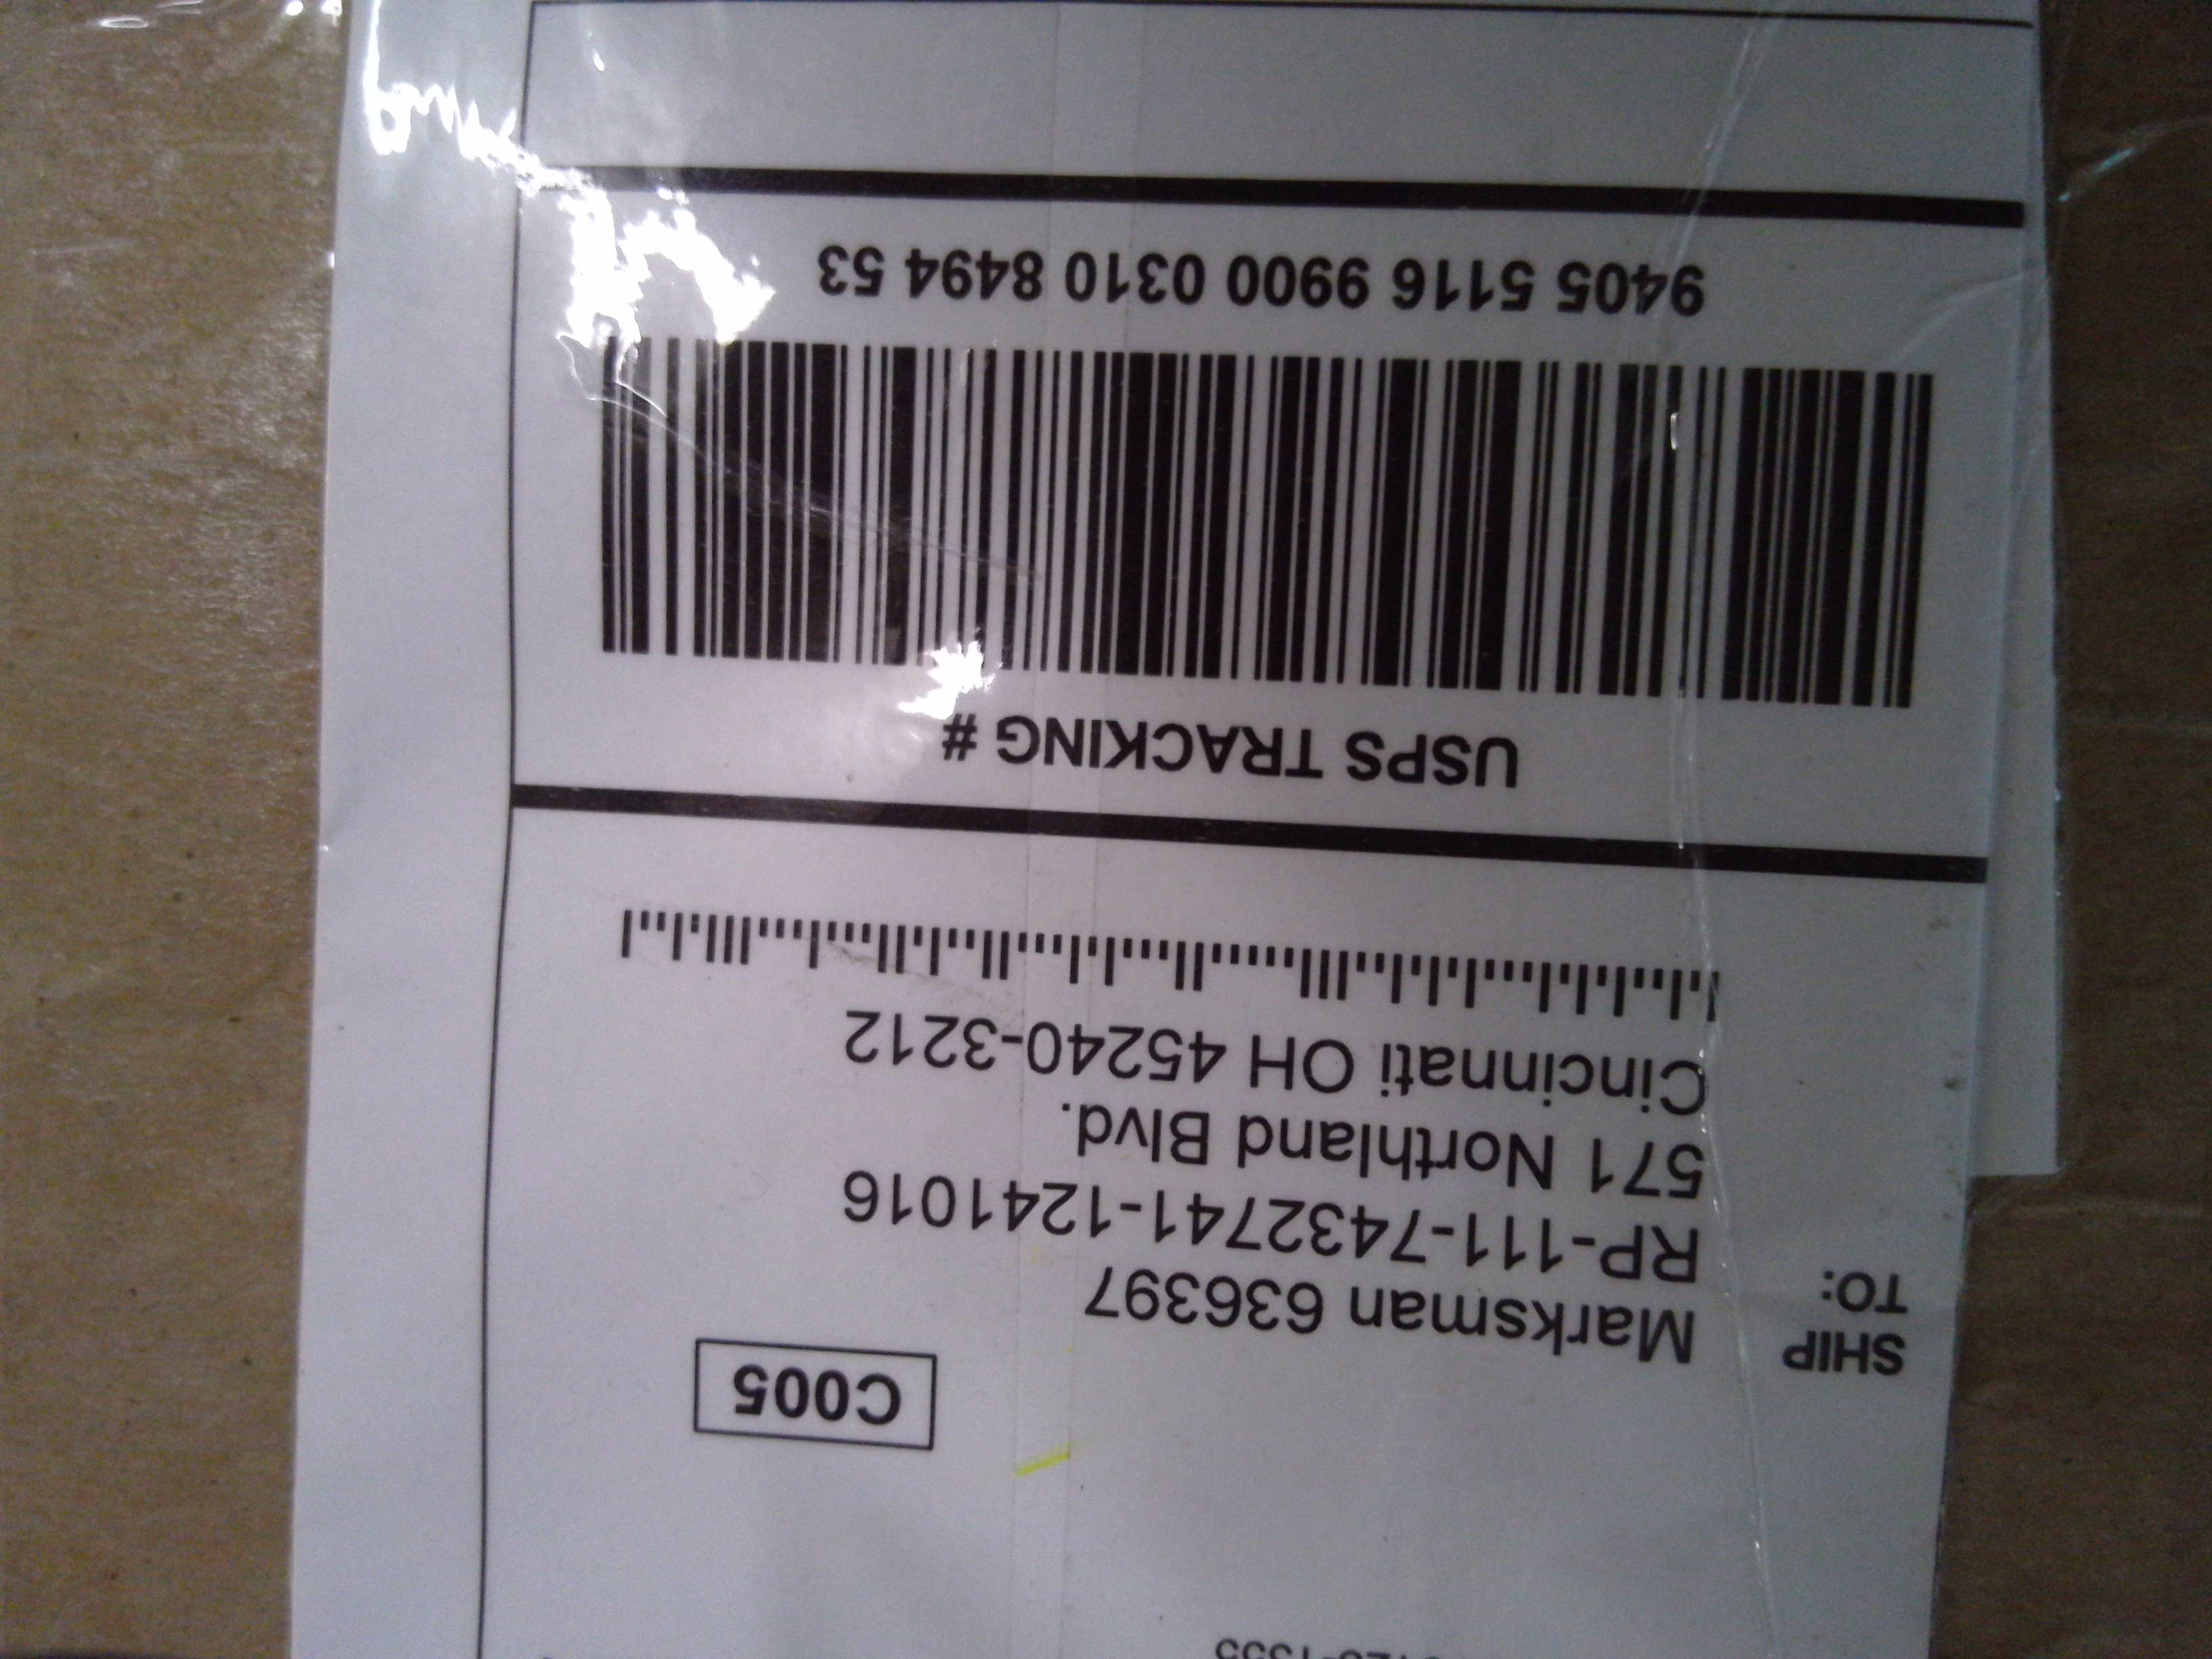 C005
SHIP
TO:
Marksman 636397
RP-111-7432741-1241016
571 Northland Blvd.
Cincinnati OH 45240-3212
USPS TRACKING #
9405 5116 9900 0310 8494 53